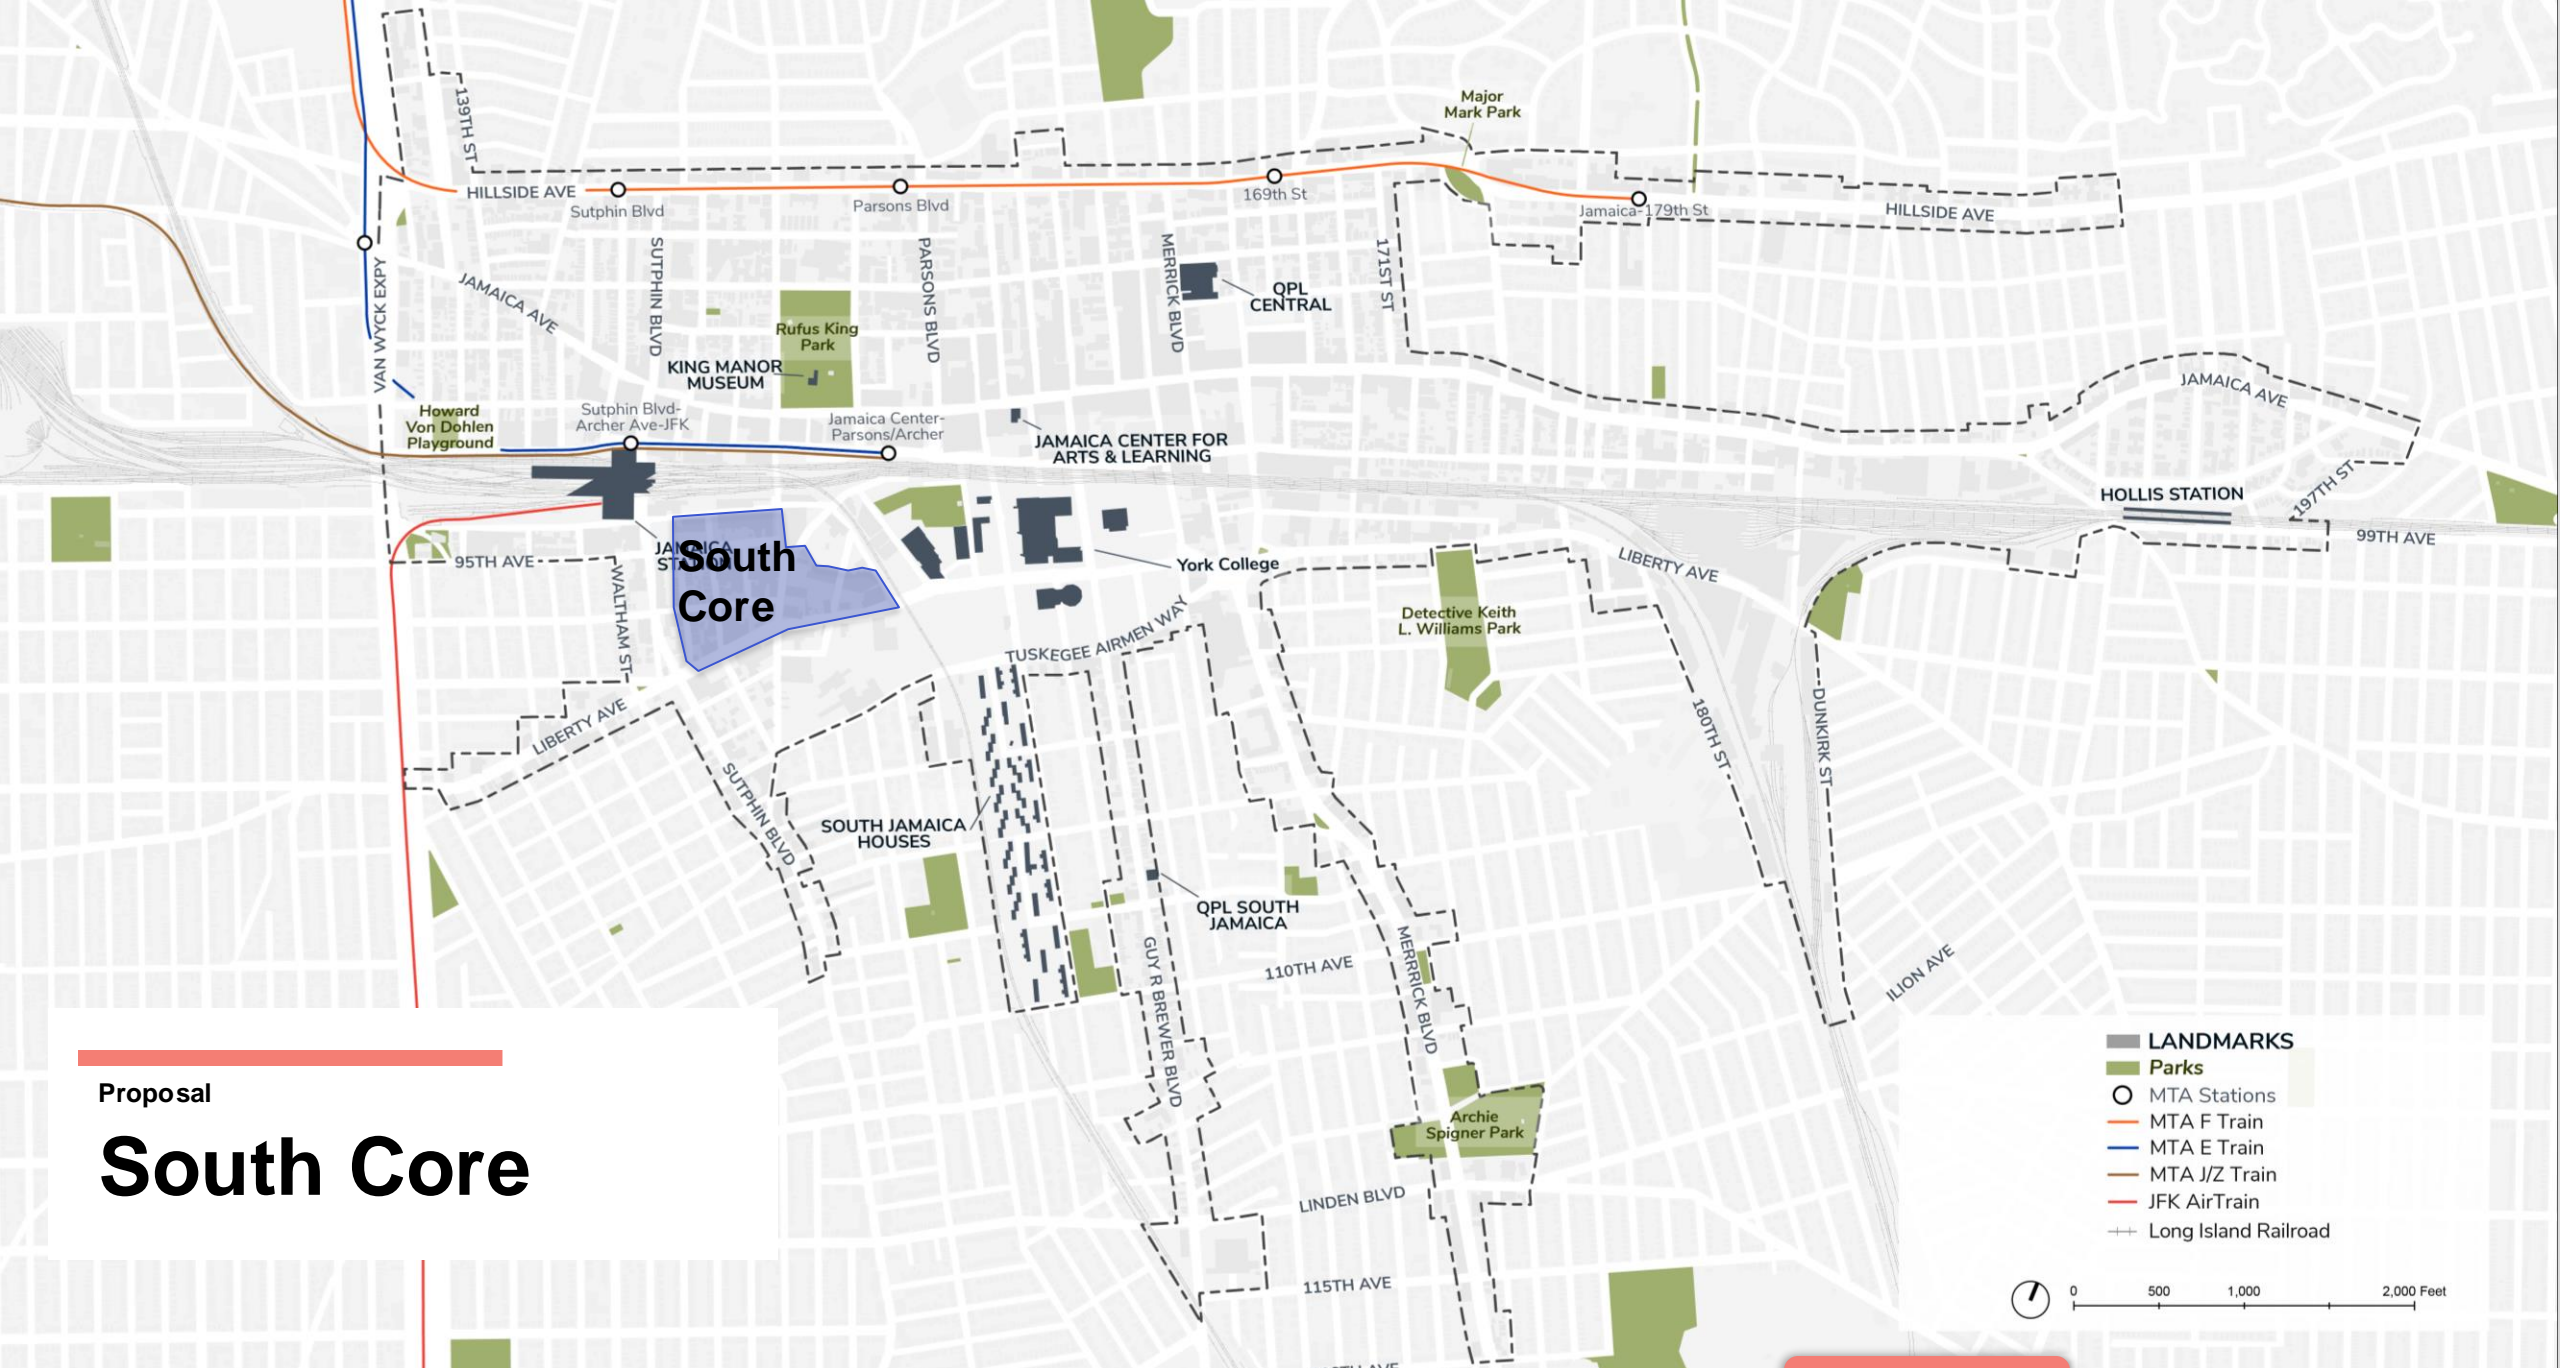 Major
Mark Park
139TH ST
HILLSIDE AVE
Sutphin Blvd
Parsons Blvd
169th St
Jamaica-179th St
HILLSIDE AVE
VAN WYCK EXPY
JAMAICA AVE
SUTPHIN BLVD
PARSONS BLVD
MERRICK BLVD
171ST ST
QPL
CENTRAL
Rufus King
Park
KING MANOR
MUSEUM
Howard
Von Dohlen
Playground
Sutphin Blvd-
Archer Ave-JFK
Jamaica Center-
Parsons/Archer
JAMAICA CENTER FOR
ARTS & LEARNING
JAMAICA AVE
197TH ST
HOLLIS STATION
99TH AVE
JAMAICA
STATION
South
Core
95TH AVE
WALTHAM ST
York College
LIBERTY AVE
Detective Keith
L. Williams Park
TUSKEGEE AIRMEN WAY
LIBERTY AVE
SUTPHIN BLVD
180TH ST
DUNKIRK ST
SOUTH JAMAICA
HOUSES
QPL SOUTH
JAMAICA
GUY R BREWER BLVD
110TH AVE
MERRRICK BLVD
ILION AVE
Archie
Spigner Park
LINDEN BLVD
115TH AVE
Proposal
South Core
LANDMARKS
Parks
MTA Stations
MTA F Train
MTA E Train
MTA J/Z Train
JFK AirTrain
Long Island Railroad
0 500 1,000 2,000 Feet